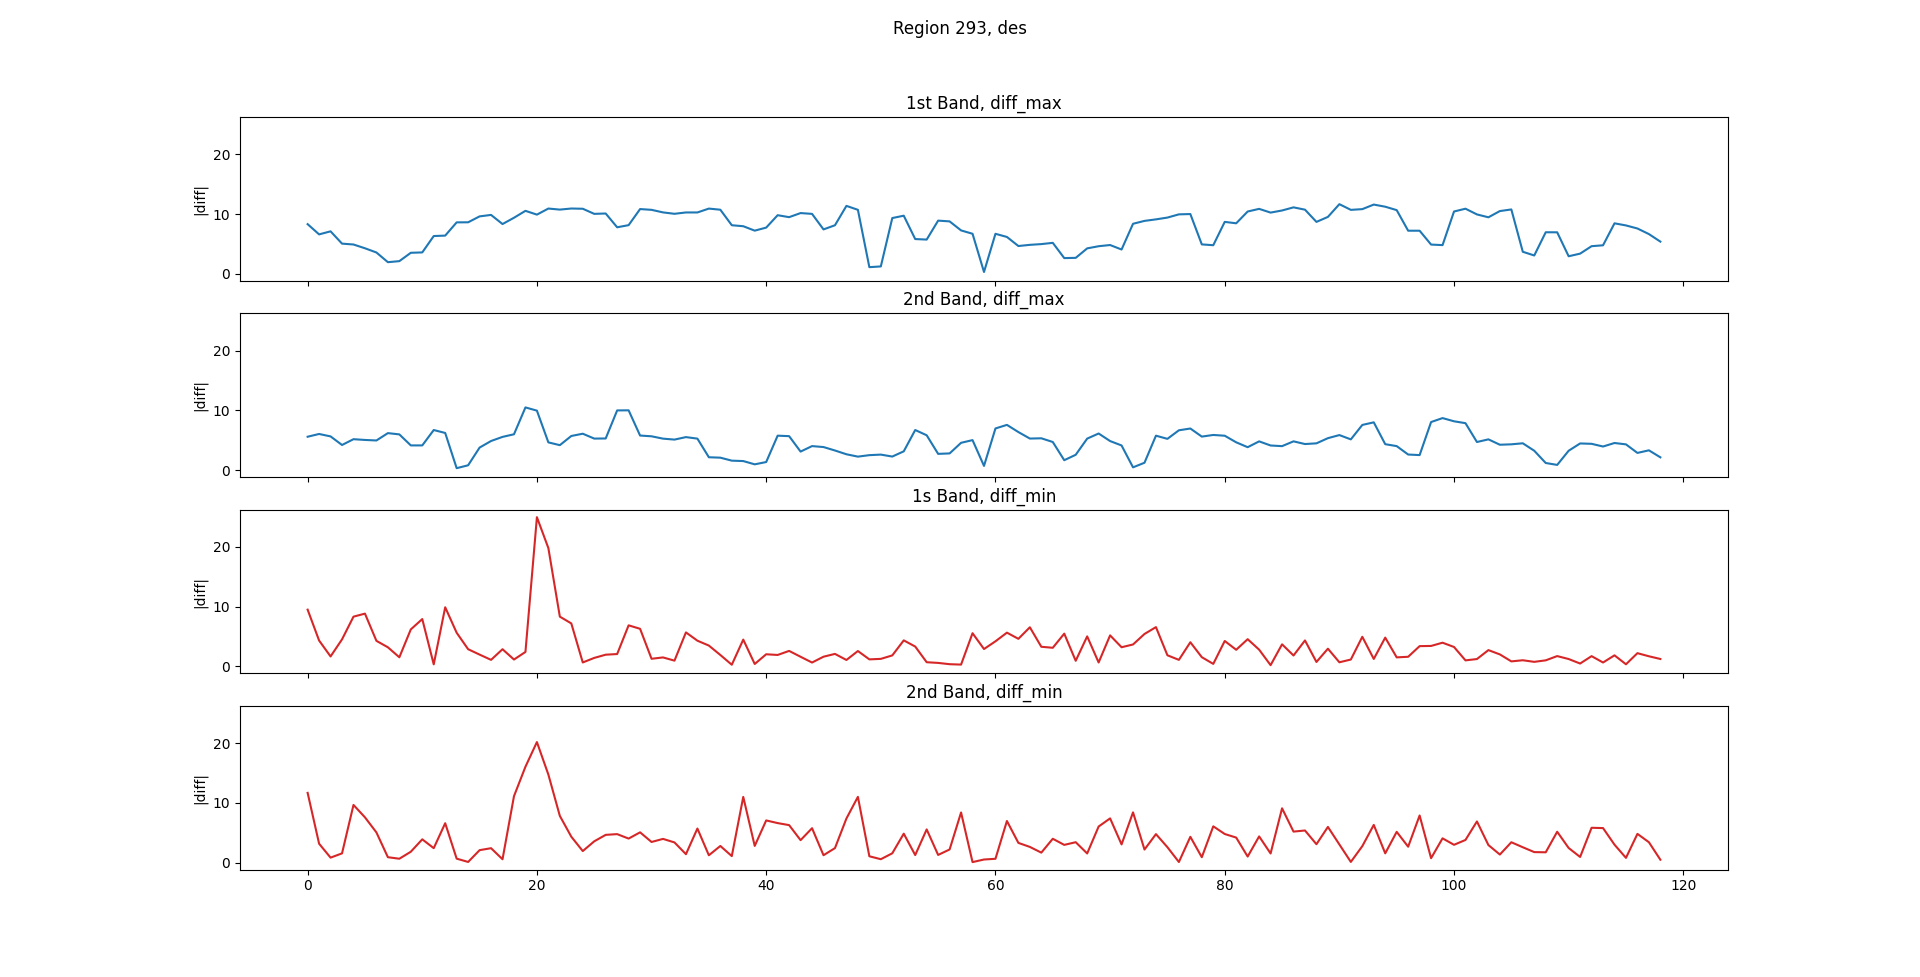 Region 293, des
1st Band, diff_max
20
10
0
|diff|
2nd Band, diff_max
20
10
0
|diff|
1s Band, diff_min
20
10
0
|diff|
2nd Band, diff_min
20
10
0
|diff|
0 20 40 60 80 100 120